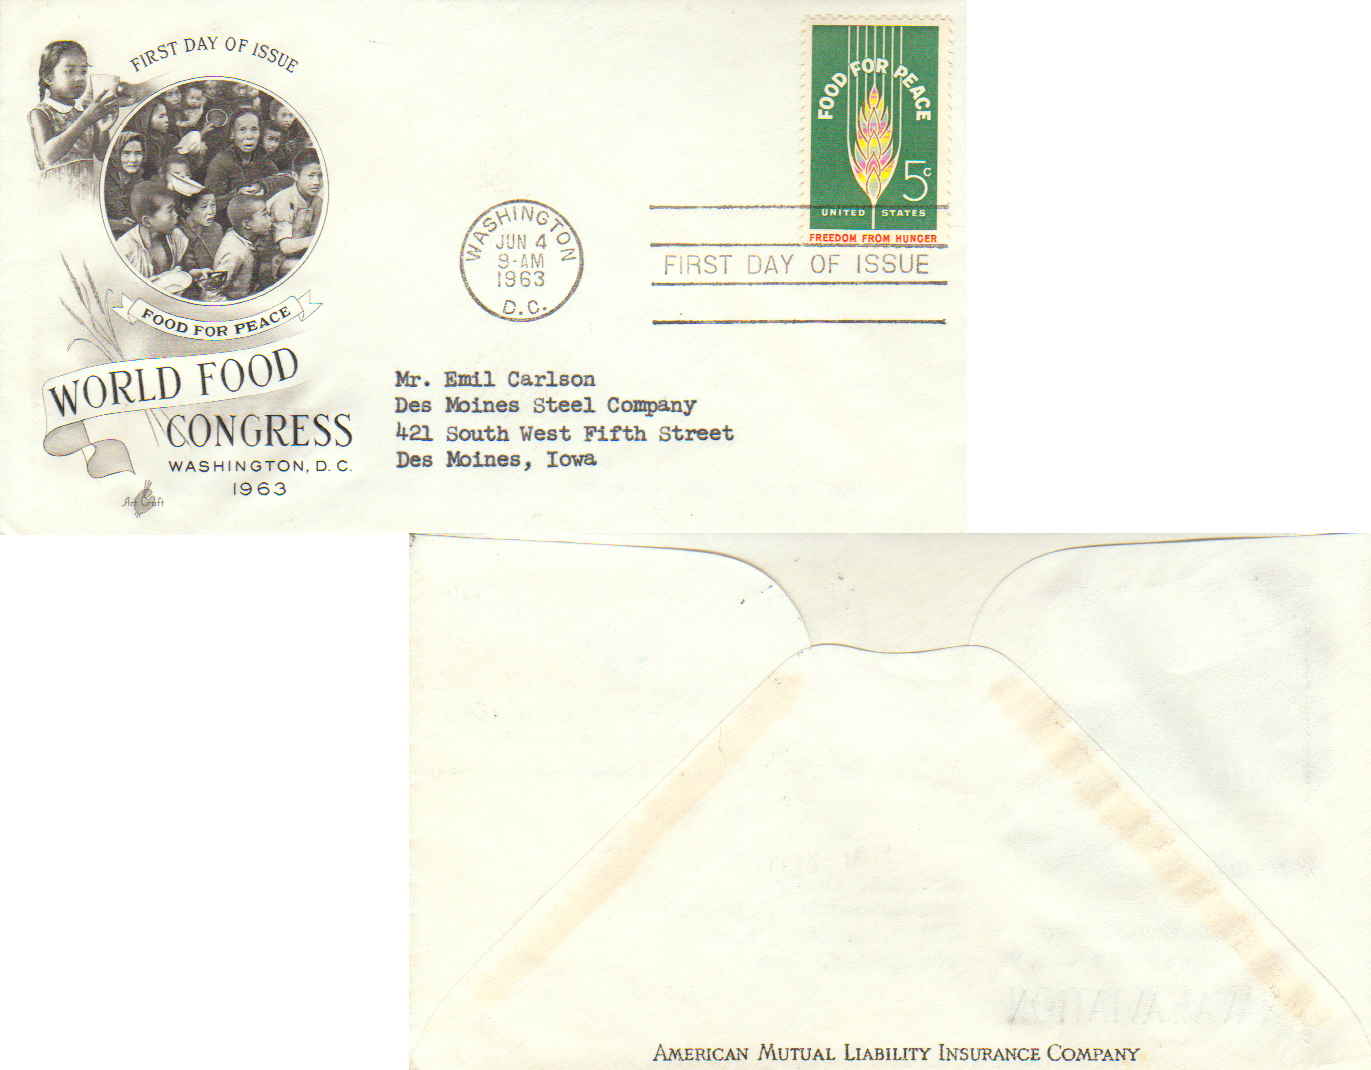 FIRST DAY OF ISSUE
FOOD FOR PEACE
WORLD FOOD
CONGRESS
WASHINGTON, D. C.
1963
Art Craft
FOOD FOR PEACE
5c
UNITED STATES
FREEDOM FROM HUNGER
WASHINGTON
JUN 4
9-AM
1963
D.C.
FIRST DAY OF ISSUE
Mr. Emil Carlson
Des Moines Steel Company
421 South West Fifth Street
Des Moines, Iowa
AMERICAN MUTUAL LIABILITY INSURANCE COMPANY